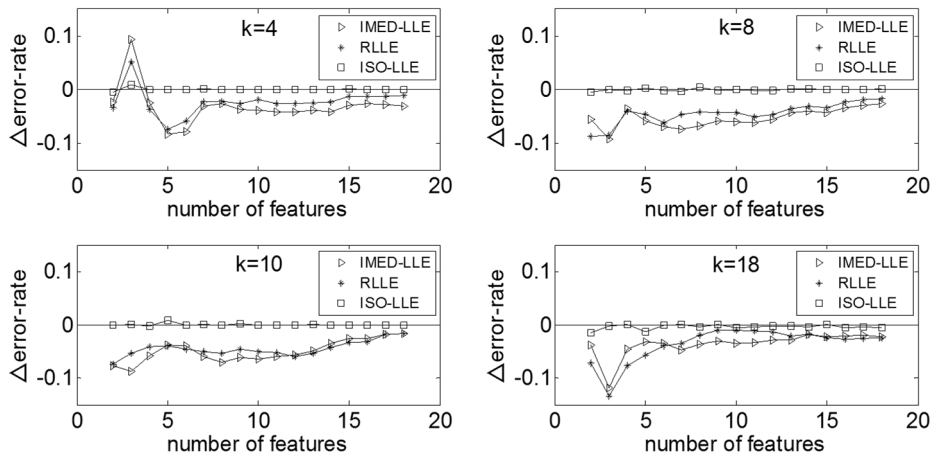 k=4
IMED-LLE
RLLE
ISO-LLE
△error-rate
0.1
0
-0.1
0 5 10 15 20
number of features
k=8
IMED-LLE
RLLE
ISO-LLE
△error-rate
0.1
0
-0.1
0 5 10 15 20
number of features
k=10
IMED-LLE
RLLE
ISO-LLE
△error-rate
0.1
0
-0.1
0 5 10 15 20
number of features
k=18
IMED-LLE
RLLE
ISO-LLE
△error-rate
0.1
0
-0.1
0 5 10 15 20
number of features